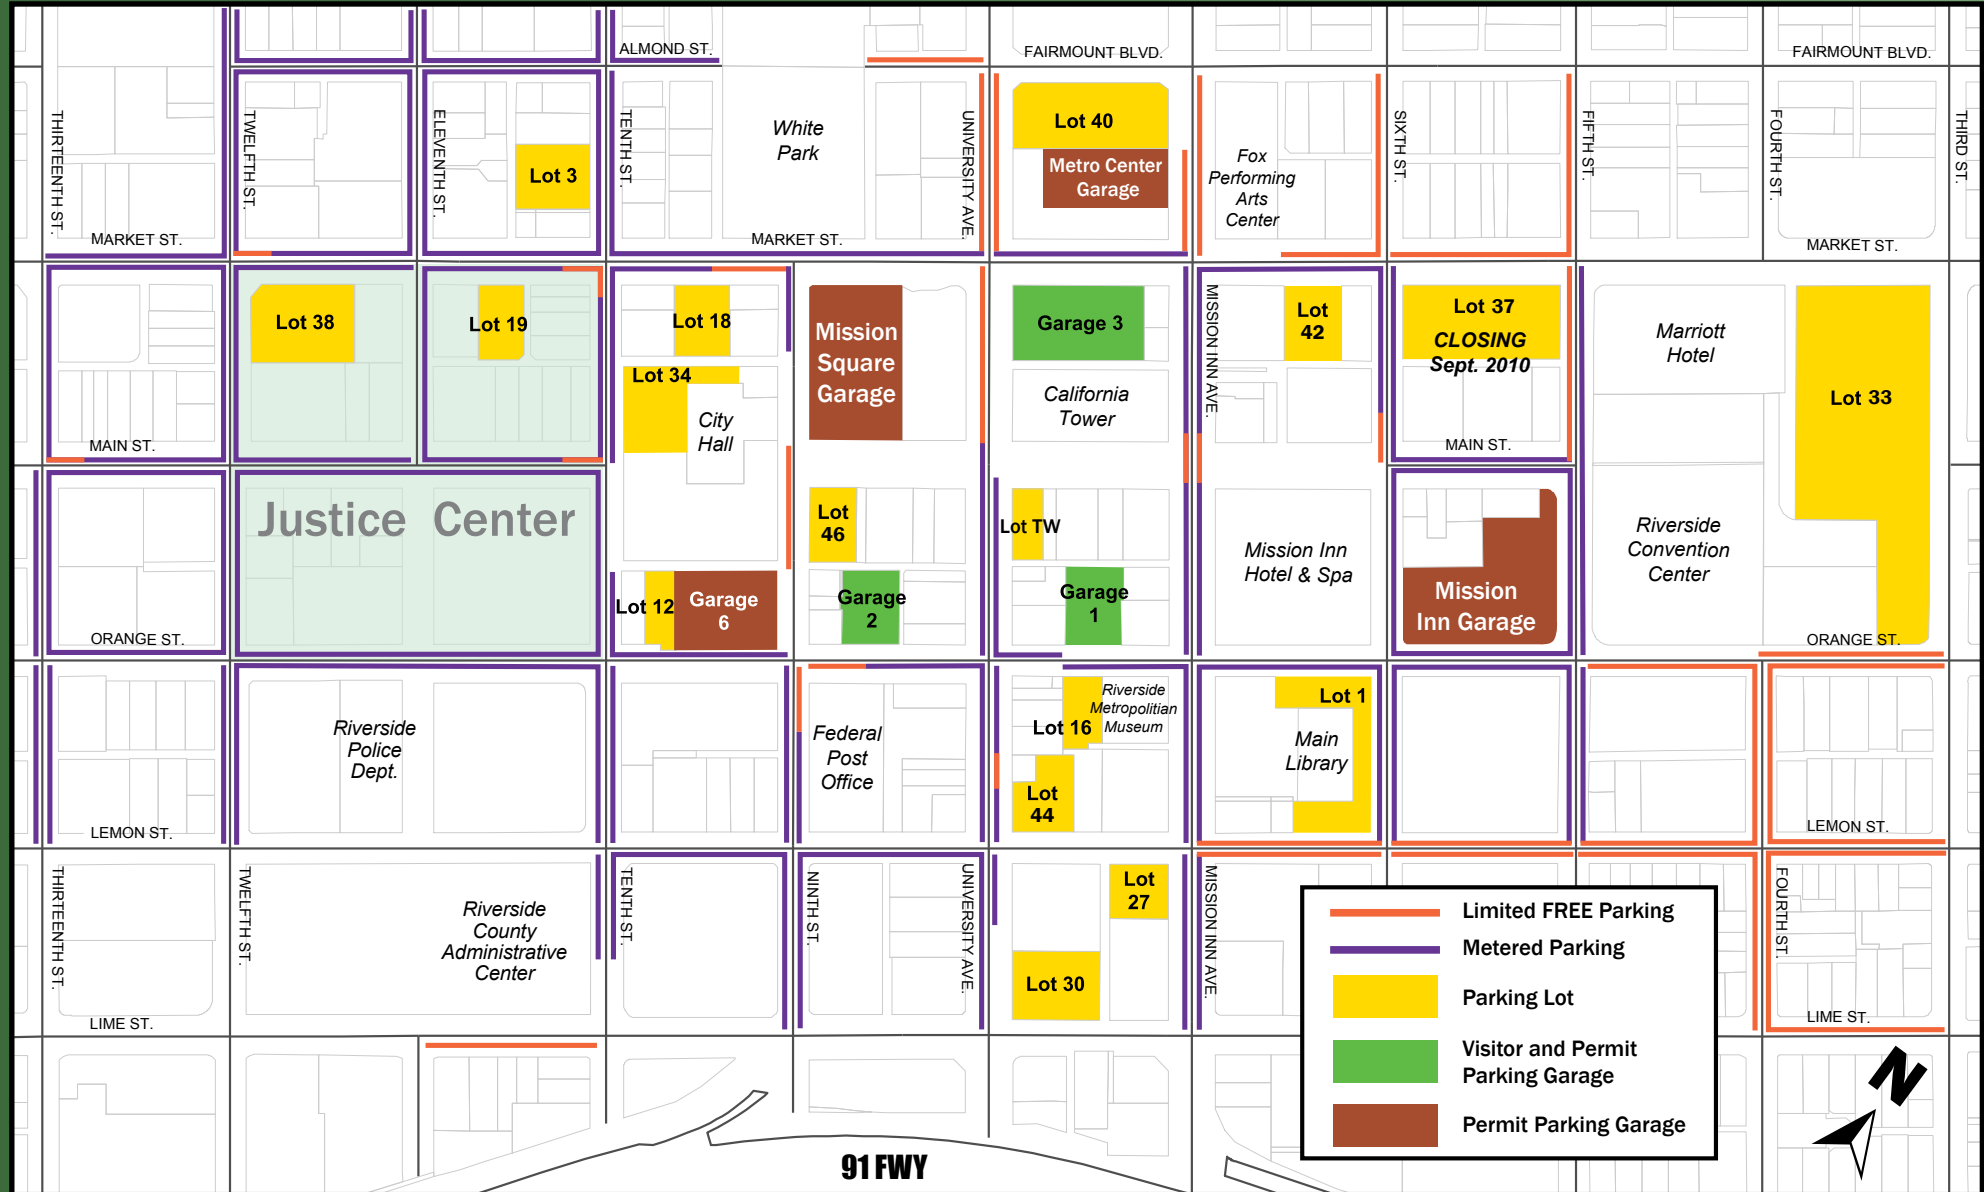 ALMOND ST.
FAIRMOUNT BLVD.
FAIRMOUNT BLVD.
THIRTEENTH ST.
TWELFTH ST.
ELEVENTH ST.
TENTH ST.
UNIVERSITY AVE.
SIXTH ST.
FIFTH ST.
FOURTH ST.
THIRD ST.
Lot 3
White
Park
Lot 40
Metro Center
Garage
Fox
Performing
Arts
Center
MARKET ST.
MARKET ST.
MARKET ST.
Lot 38
Lot 19
Lot 18
Lot 34
City
Hall
Mission
Square
Garage
Garage 3
California
Tower
MISSION INN AVE.
Lot
42
Lot 37
CLOSING
Sept. 2010
Marriott
Hotel
Lot 33
MAIN ST.
MAIN ST.
Justice Center
Lot
46
Lot TW
Mission Inn
Hotel & Spa
Riverside
Convention
Center
Lot 12
Garage
6
Garage
2
Garage
1
Mission
Inn Garage
ORANGE ST.
ORANGE ST.
Riverside
Police
Dept.
Federal
Post
Office
Lot 16
Riverside
Metropolitian
Museum
Lot
44
Lot 1
Main
Library
LEMON ST.
LEMON ST.
THIRTEENTH ST.
TWELFTH ST.
Riverside
County
Administrative
Center
TENTH ST.
NINTH ST.
UNIVERSITY AVE.
Lot
27
Lot 30
MISSION INN AVE.
FOURTH ST.
LIME ST.
LIME ST.
Limited FREE Parking
Metered Parking
Parking Lot
Visitor and Permit
Parking Garage
Permit Parking Garage
N
91 FWY